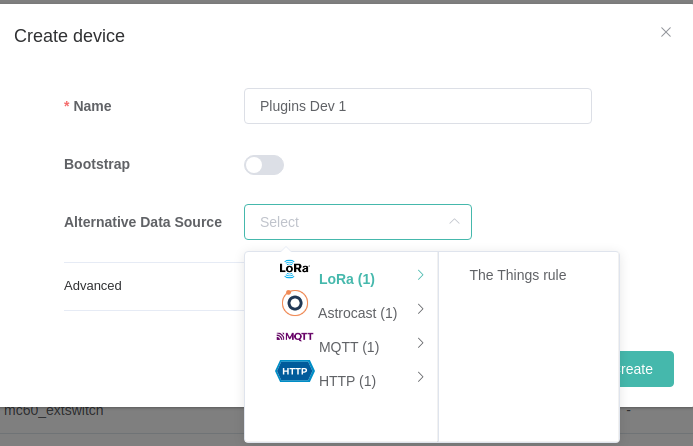 Create device
* Name
Plugins Dev 1
Bootstrap
Alternative Data Source
Select
LoRa
LoRa (1)
The Things rule
Advanced
Astrocast (1)
MQTT
MQTT (1)
HTTP
HTTP (1)
reate
mc60_extswitch
-